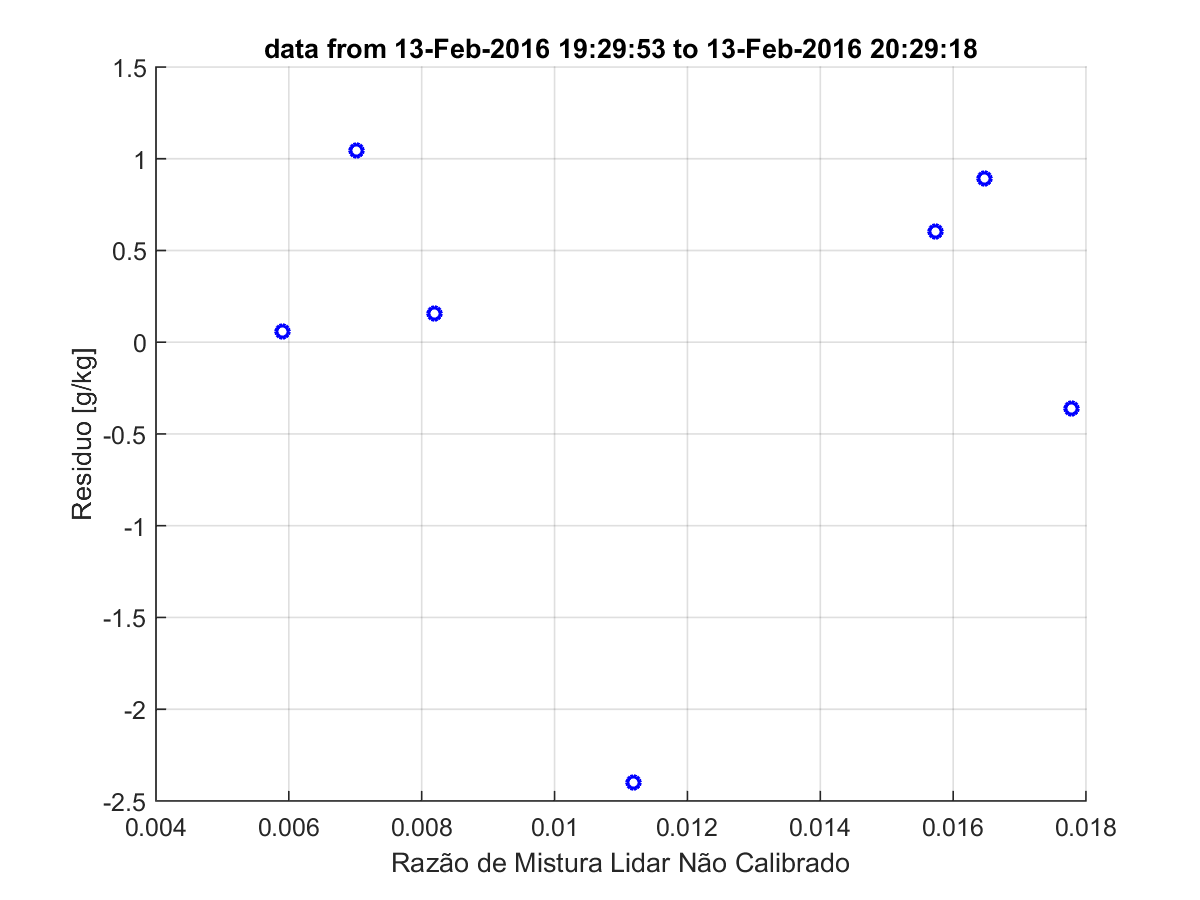 data from 13-Feb-2016 19:29:53 to 13-Feb-2016 20:29:18
1.5
1
0.5
0
-0.5
-1
-1.5
-2
-2.5
Residuo [g/kg]
0.004 0.006 0.008 0.01 0.012 0.014 0.016 0.018
Razão de Mistura Lidar Não Calibrado